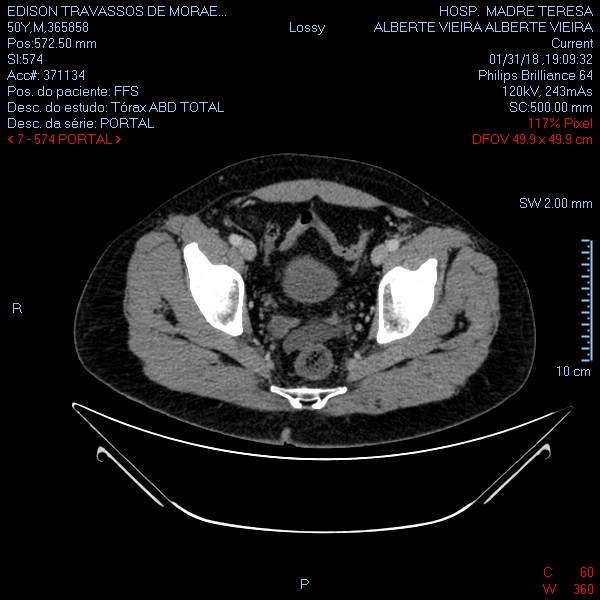 EDISON TRAVASSOS DE MORAE...
50Y,M,365858
Pos:572.50 mm
SI:574
Acc#: 371134
Pos. do paciente: FFS
Desc. do estudo: Tórax ABD TOTAL
Desc. da série: PORTAL
< 7 - 574 PORTAL >
Lossy
HOSP. MADRE TERESA
ALBERTE VIEIRA ALBERTE VIEIRA
Current
01/31/18 ,19:09:32
Philips Brilliance 64
120kV, 243mAs
SC:500.00 mm
117% Pixel
DFOV 49.9 x 49.9 cm
SW 2.00 mm
R
10 cm
P
C 60
W 360